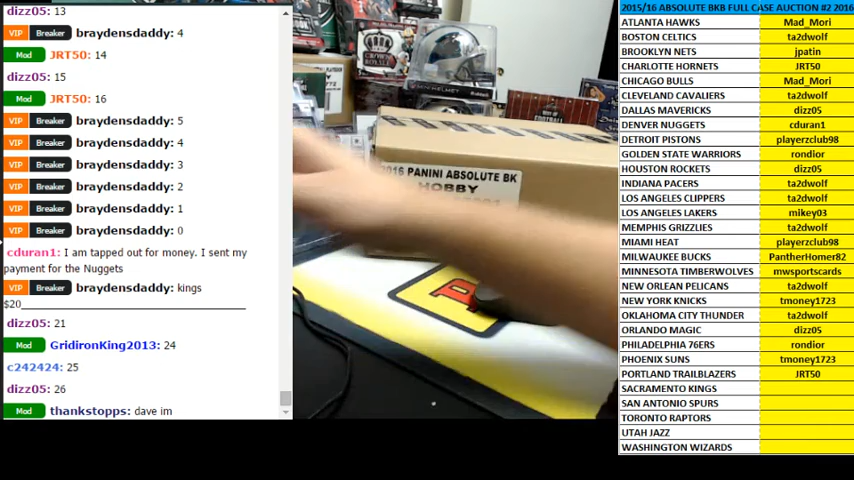 dizz05: 13
VIP Breaker braydensdaddy: 4
Mod JRT50: 14
dizz05: 15
Mod JRT50: 16
VIP Breaker braydensdaddy: 5
VIP Breaker braydensdaddy: 4
VIP Breaker braydensdaddy: 3
VIP Breaker braydensdaddy: 2
VIP Breaker braydensdaddy: 1
VIP Breaker braydensdaddy: 0
cduran1: I am tapped out for money. I sent my
payment for the Nuggets
VIP Breaker braydensdaddy: kings
$20
dizz05: 21
Mod GridironKing2013: 24
c242424: 25
dizz05: 26
Mod thankstopps: dave im
CROWN
ROYALE
HELMET
FOOTBALL
2016 PANINI ABSOLUTE BK
HOBBY
2015/16 ABSOLUTE BKB FULL CASE AUCTION #2 2016
ATLANTA HAWKS Mad_Mori
BOSTON CELTICS ta2dwolf
BROOKLYN NETS jpatin
CHARLOTTE HORNETS JRT50
CHICAGO BULLS Mad_Mori
CLEVELAND CAVALIERS ta2dwolf
DALLAS MAVERICKS dizz05
DENVER NUGGETS cduran1
DETROIT PISTONS playerzclub98
GOLDEN STATE WARRIORS rondior
HOUSTON ROCKETS dizz05
INDIANA PACERS ta2dwolf
LOS ANGELES CLIPPERS ta2dwolf
LOS ANGELES LAKERS mikey03
MEMPHIS GRIZZLIES ta2dwolf
MIAMI HEAT playerzclub98
MILWAUKEE BUCKS PantherHomer82
MINNESOTA TIMBERWOLVES mwsportscards
NEW ORLEAN PELICANS ta2dwolf
NEW YORK KNICKS tmoney1723
OKLAHOMA CITY THUNDER ta2dwolf
ORLANDO MAGIC dizz05
PHILADELPHIA 76ERS rondior
PHOENIX SUNS tmoney1723
PORTLAND TRAILBLAZERS JRT50
SACRAMENTO KINGS
SAN ANTONIO SPURS
TORONTO RAPTORS
UTAH JAZZ
WASHINGTON WIZARDS